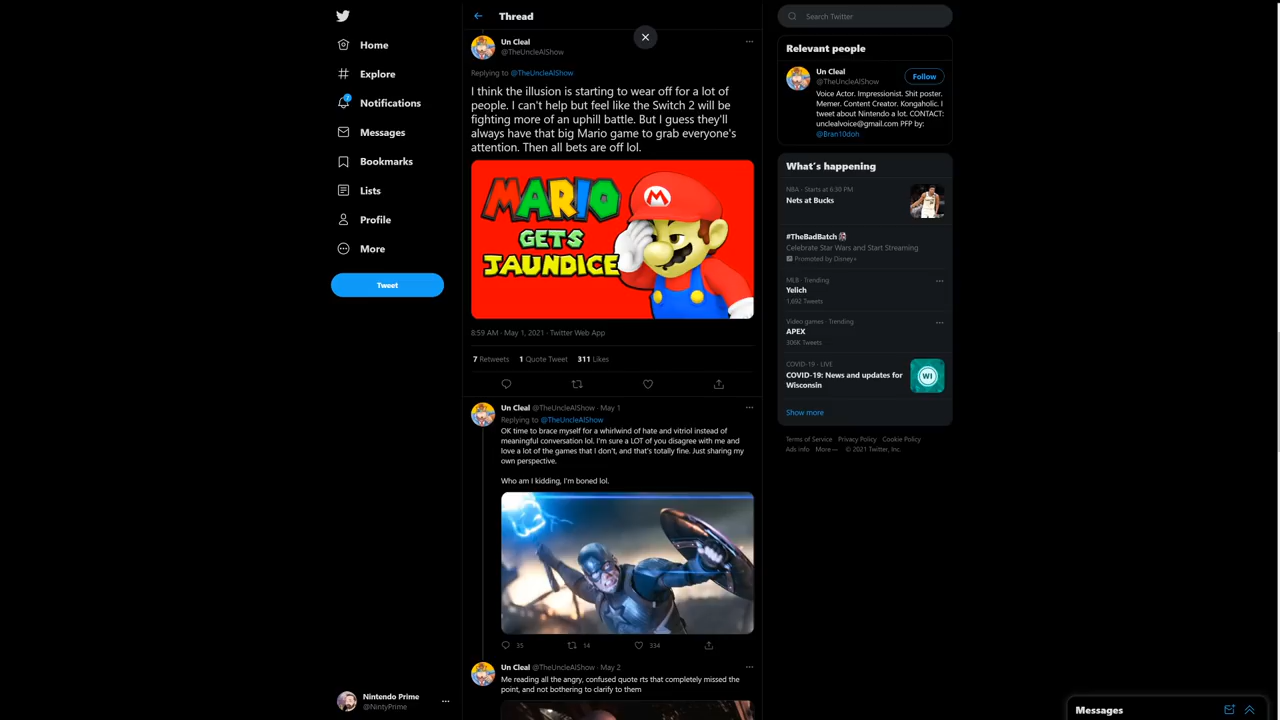 Home
Explore
7
Notifications
Messages
Bookmarks
Lists
Profile
More
Tweet
Nintendo Prime
@NintyPrime
Thread
Un Cleal
@TheUncleAlShow
Replying to @TheUncleAlShow
I think the illusion is starting to wear off for a lot of
people. I can't help but feel like the Switch 2 will be
fighting more of an uphill battle. But I guess they'll
always have that big Mario game to grab everyone's
attention. Then all bets are off lol.
MARIO
GETS
JAUNDICE
M
8:59 AM · May 1, 2021 · Twitter Web App
7 Retweets 1 Quote Tweet 311 Likes
Un Cleal @TheUncleAlShow · May 1
Replying to @TheUncleAlShow
OK time to brace myself for a whirlwind of hate and vitriol instead of
meaningful conversation lol. I'm sure a LOT of you disagree with me and
love a lot of the games that I don't, and that's totally fine. Just sharing my
own perspective.
Who am I kidding, I'm boned lol.
35 14 334
Un Cleal @TheUncleAlShow · May 2
Me reading all the angry, confused quote rts that completely missed the
point, and not bothering to clarify to them
Search Twitter
Relevant people
Un Cleal
@TheUncleAlShow
Follow
Voice Actor. Impressionist. Shit poster.
Memer. Content Creator. Kongaholic. I
tweet about Nintendo a lot. CONTACT:
unclealvoice@gmail.com PFP by:
@Bran10doh
What's happening
NBA · Starts at 6:30 PM
Nets at Bucks
#TheBadBatch
Celebrate Star Wars and Start Streaming
Promoted by Disney+
MLB · Trending
Yelich
1,692 Tweets
Video games · Trending
APEX
306K Tweets
COVID-19 · LIVE
COVID-19: News and updates for
Wisconsin
WI
Show more
Terms of Service Privacy Policy Cookie Policy
Ads info More ··· © 2021 Twitter, Inc.
Messages